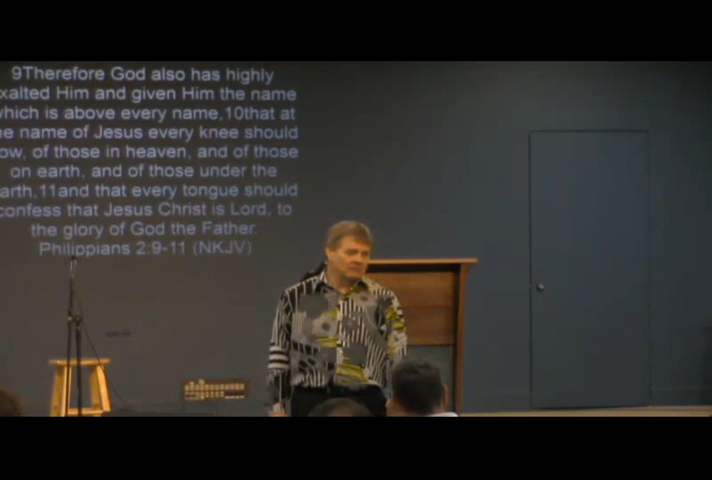 9Therefore God also has highly
xalted Him and given Him the name
which is above every name,10that at
he name of Jesus every knee should
ow, of those in heaven, and of those
on earth, and of those under the
arth,11and that every tongue should
confess that Jesus Christ is Lord, to
the glory of God the Father.
Philippians 2:9-11 (NKJV)